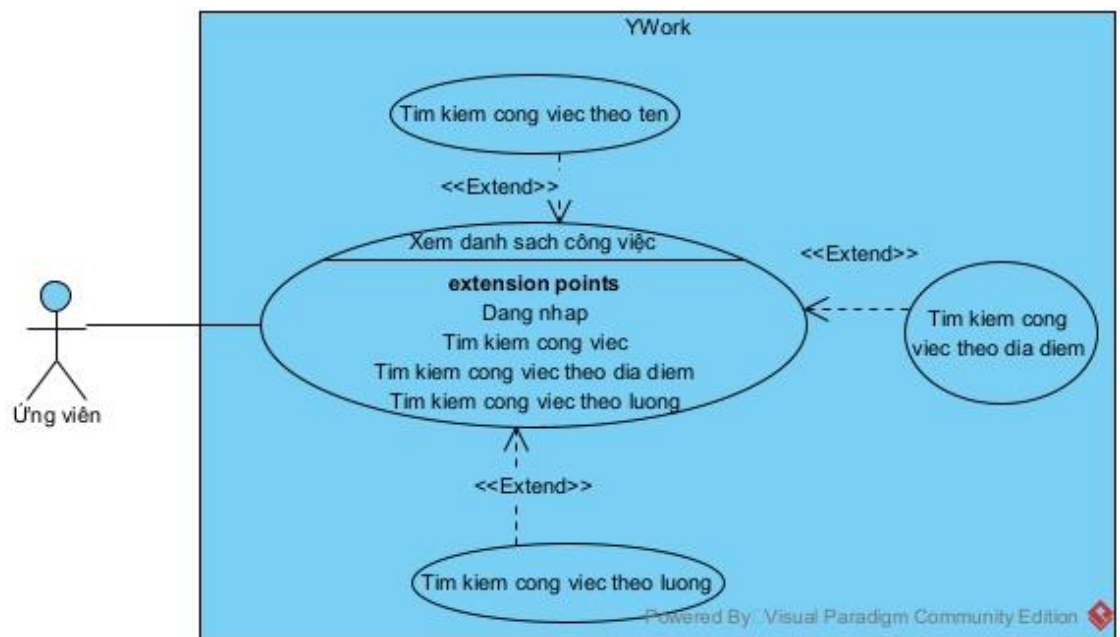 YWork
Tim kiem cong viec theo ten
<<Extend>>
Xem danh sach công việc
extension points
Dang nhap
Tim kiem cong viec
Tim kiem cong viec theo dia diem
Tim kiem cong viec theo luong
<<Extend>>
Tim kiem cong
viec theo dia diem
Ứng viên
<<Extend>>
Tim kiem cong viec theo luong
Powered By Visual Paradigm Community Edition